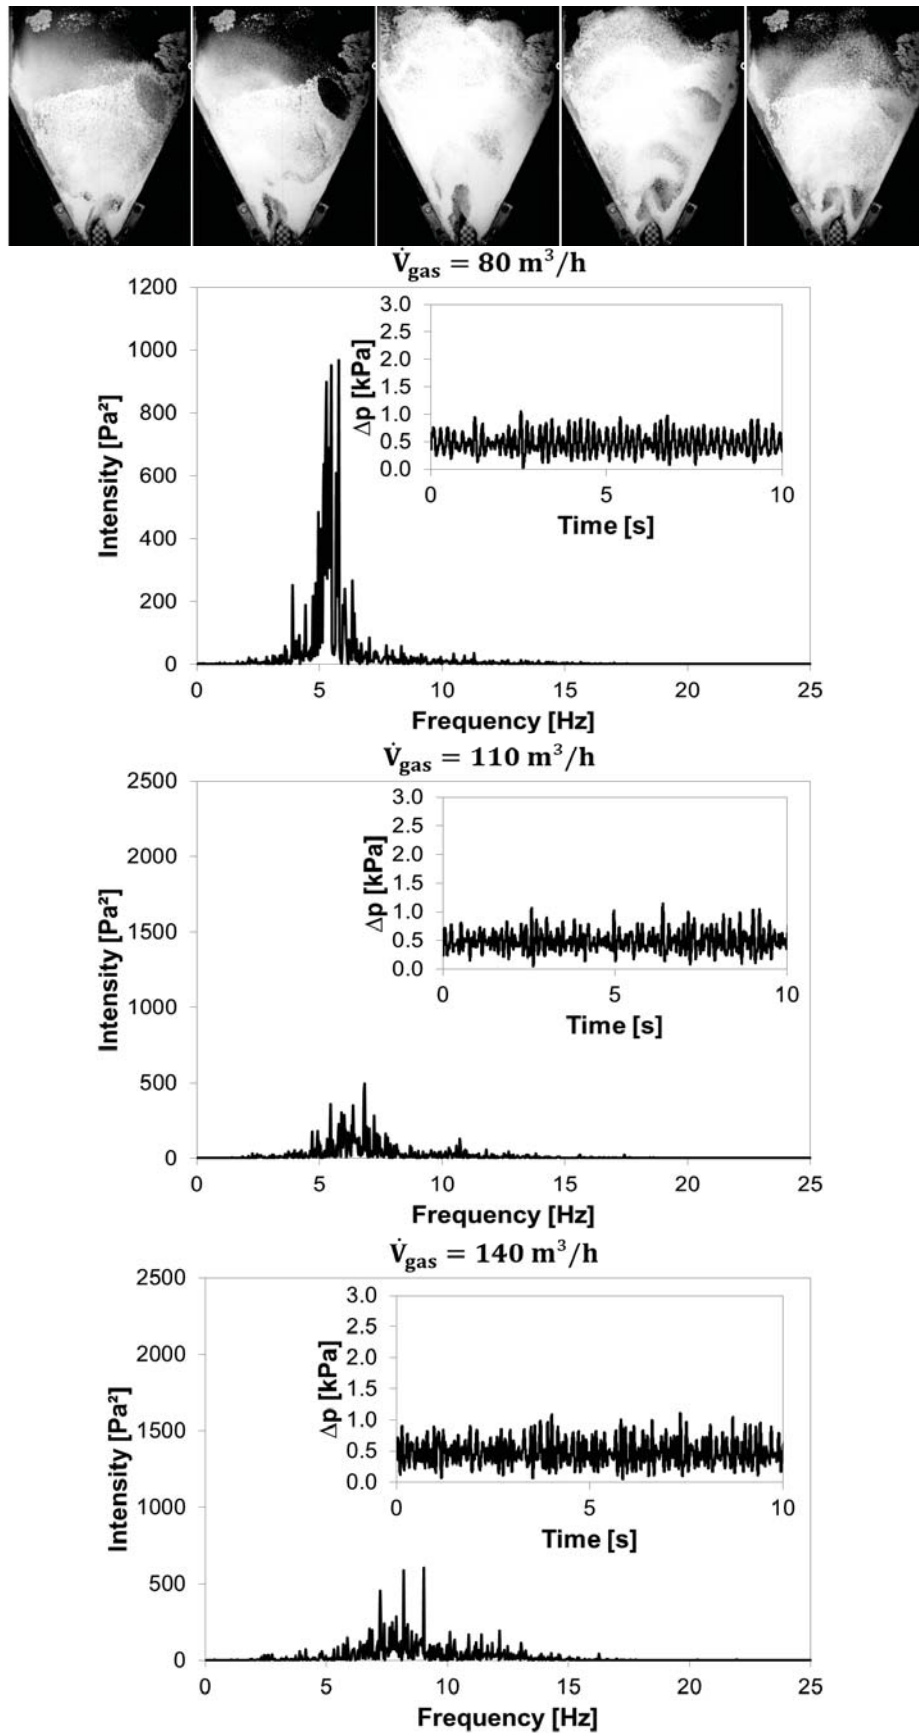 V̇gas = 80 m³/h
1200
1000
800
600
400
200
0
Intensity [Pa²]
0 5 10 15 20 25
Frequency [Hz]
3.0
2.5
2.0
1.5
1.0
0.5
0.0
Δp [kPa]
0 5 10
Time [s]
V̇gas = 110 m³/h
2500
2000
1500
1000
500
0
Intensity [Pa²]
0 5 10 15 20 25
Frequency [Hz]
3.0
2.5
2.0
1.5
1.0
0.5
0.0
Δp [kPa]
0 5 10
Time [s]
V̇gas = 140 m³/h
2500
2000
1500
1000
500
0
Intensity [Pa²]
0 5 10 15 20 25
Frequency [Hz]
3.0
2.5
2.0
1.5
1.0
0.5
0.0
Δp [kPa]
0 5 10
Time [s]